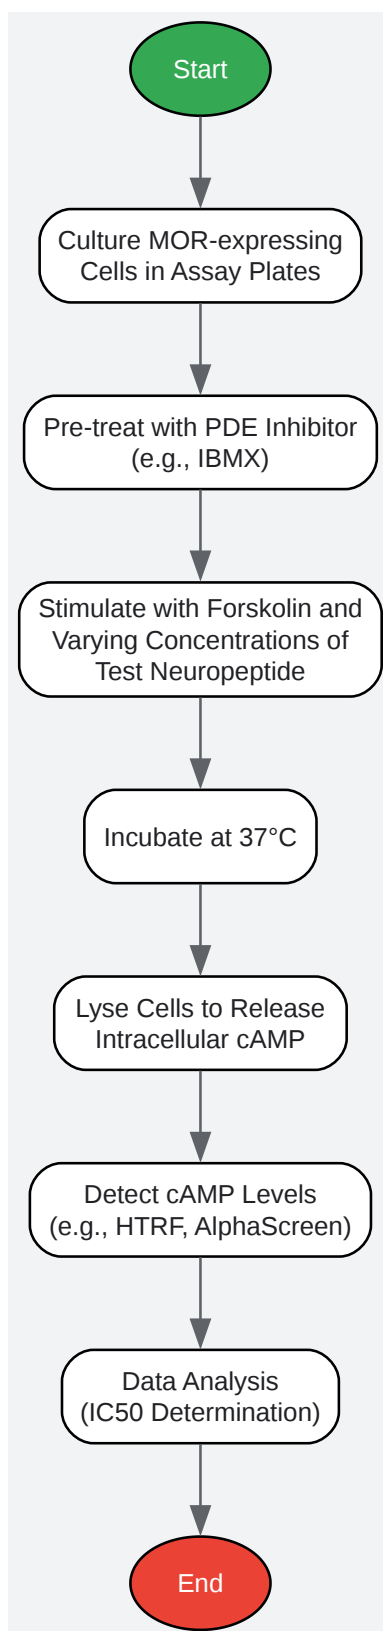 Start
Culture MOR-expressing
Cells in Assay Plates
Pre-treat with PDE Inhibitor
(e.g., IBMX)
Stimulate with Forskolin and
Varying Concentrations of
Test Neuropeptide
Incubate at 37°C
Lyse Cells to Release
Intracellular cAMP
Detect cAMP Levels
(e.g., HTRF, AlphaScreen)
Data Analysis
(IC50 Determination)
End